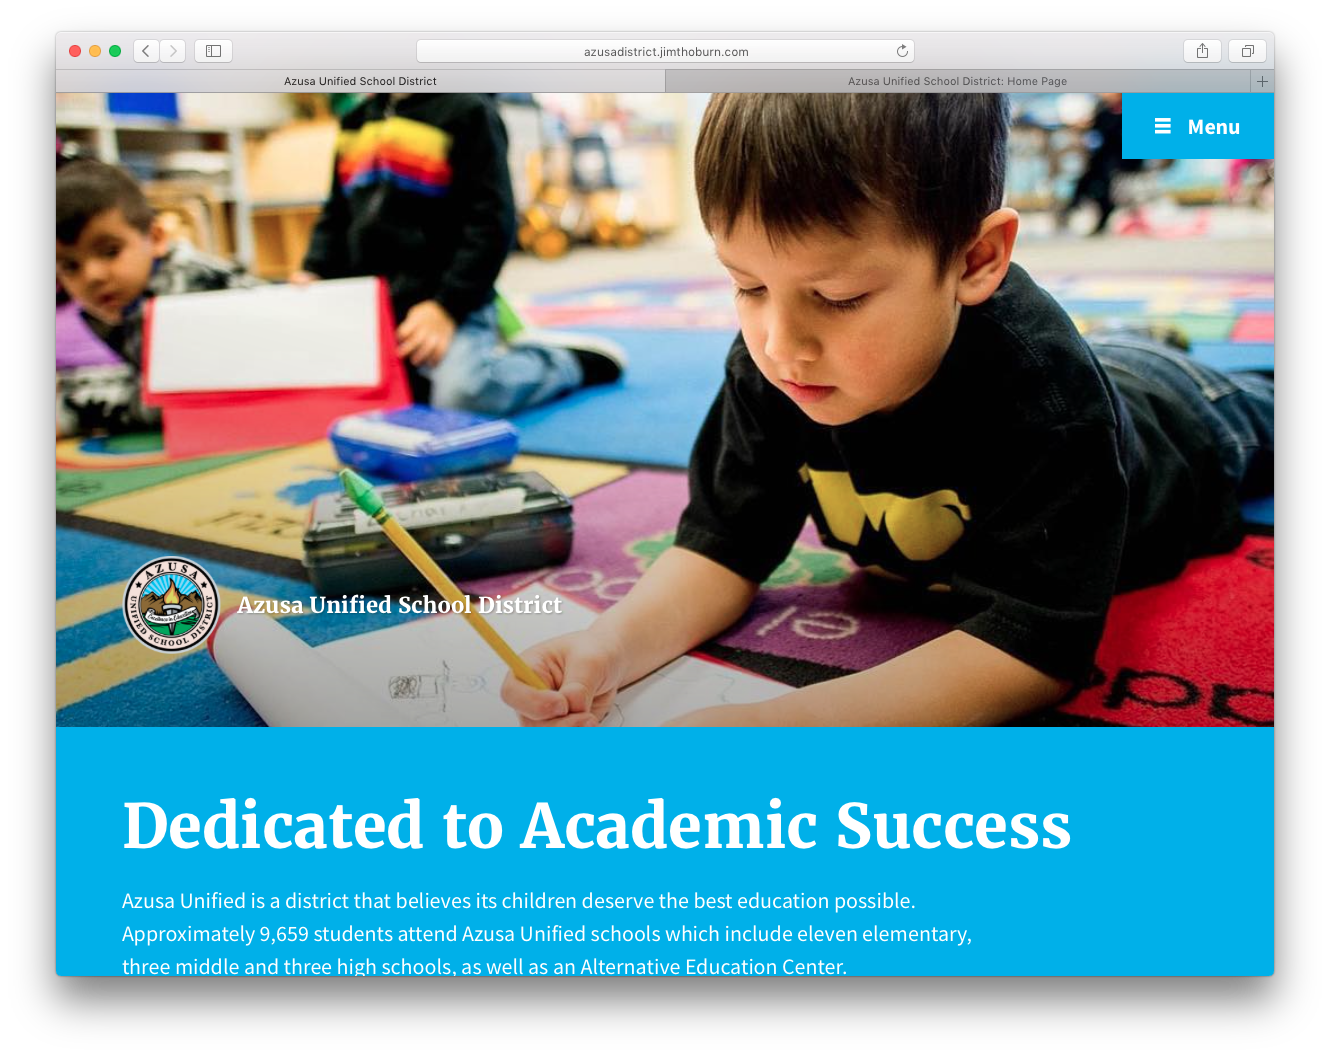 azusadistrict.jimthoburn.com
Azusa Unified School District
Azusa Unified School District: Home Page
Menu
AZUSA
UNIFIED SCHOOL DISTRICT
Azusa Unified School District
Dedicated to Academic Success
Azusa Unified is a district that believes its children deserve the best education possible.
Approximately 9,659 students attend Azusa Unified schools which include eleven elementary,
three middle and three high schools, as well as an Alternative Education Center.